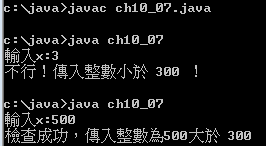 c:\java>javac ch10_07.java
c:\java>java ch10_07
輸入x:3
不行！傳入整數小於 300 ！
c:\java>java ch10_07
輸入x:500
檢查成功，傳入整數為500大於 300